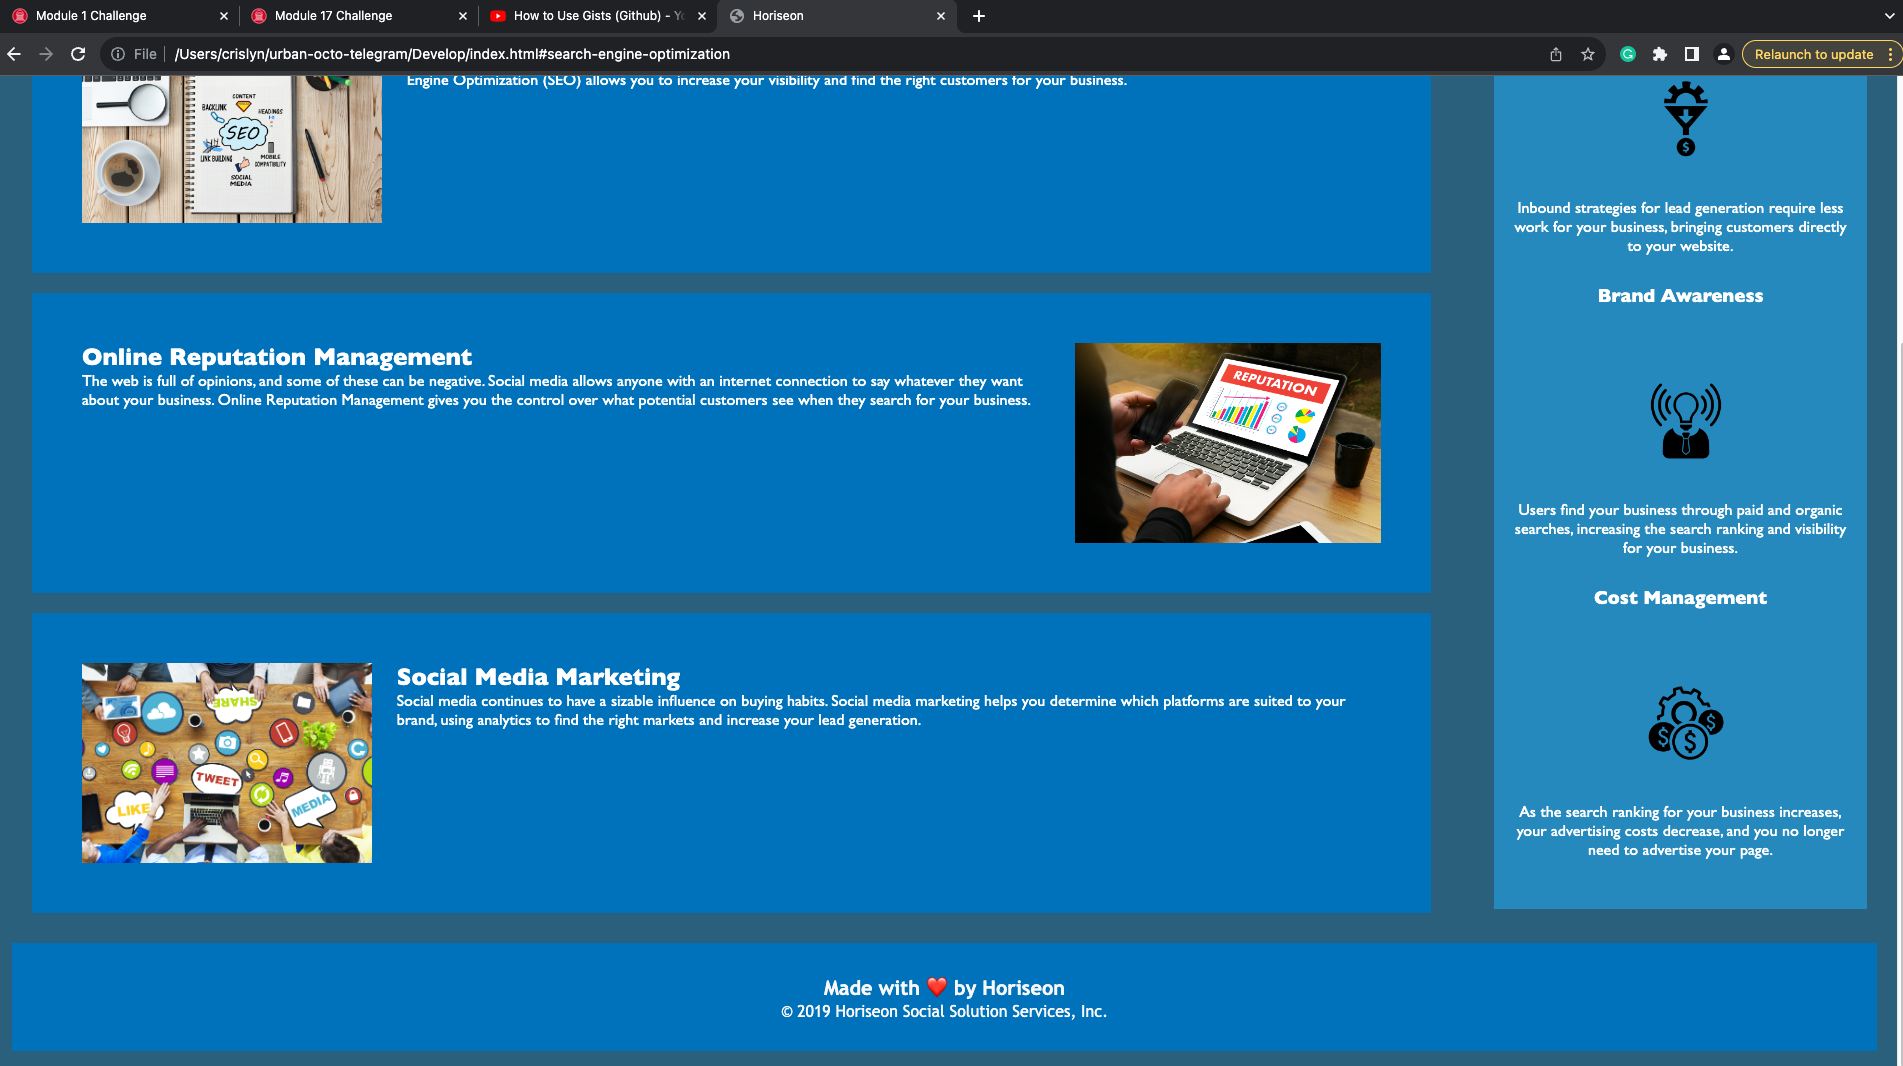 Module 1 Challenge
Module 17 Challenge
How to Use Gists (Github) - Yo
Horiseon
File
/Users/crislyn/urban-octo-telegram/Develop/index.html#search-engine-optimization
Relaunch to update
Engine Optimization (SEO) allows you to increase your visibility and find the right customers for your business.
CONTENT
BACKLINK
HEADINGS
SEO
LINK BUILDING
MOBILE
COMPATIBILITY
SOCIAL
MEDIA
Online Reputation Management
The web is full of opinions, and some of these can be negative. Social media allows anyone with an internet connection to say whatever they want
about your business. Online Reputation Management gives you the control over what potential customers see when they search for your business.
REPUTATION
SHARE
TWEET
LIKE
MEDIA
Social Media Marketing
Social media continues to have a sizable influence on buying habits. Social media marketing helps you determine which platforms are suited to your
brand, using analytics to find the right markets and increase your lead generation.
$
Inbound strategies for lead generation require less
work for your business, bringing customers directly
to your website.
Brand Awareness
Users find your business through paid and organic
searches, increasing the search ranking and visibility
for your business.
Cost Management
$ $ $
As the search ranking for your business increases,
your advertising costs decrease, and you no longer
need to advertise your page.
Made with ❤️ by Horiseon
© 2019 Horiseon Social Solution Services, Inc.